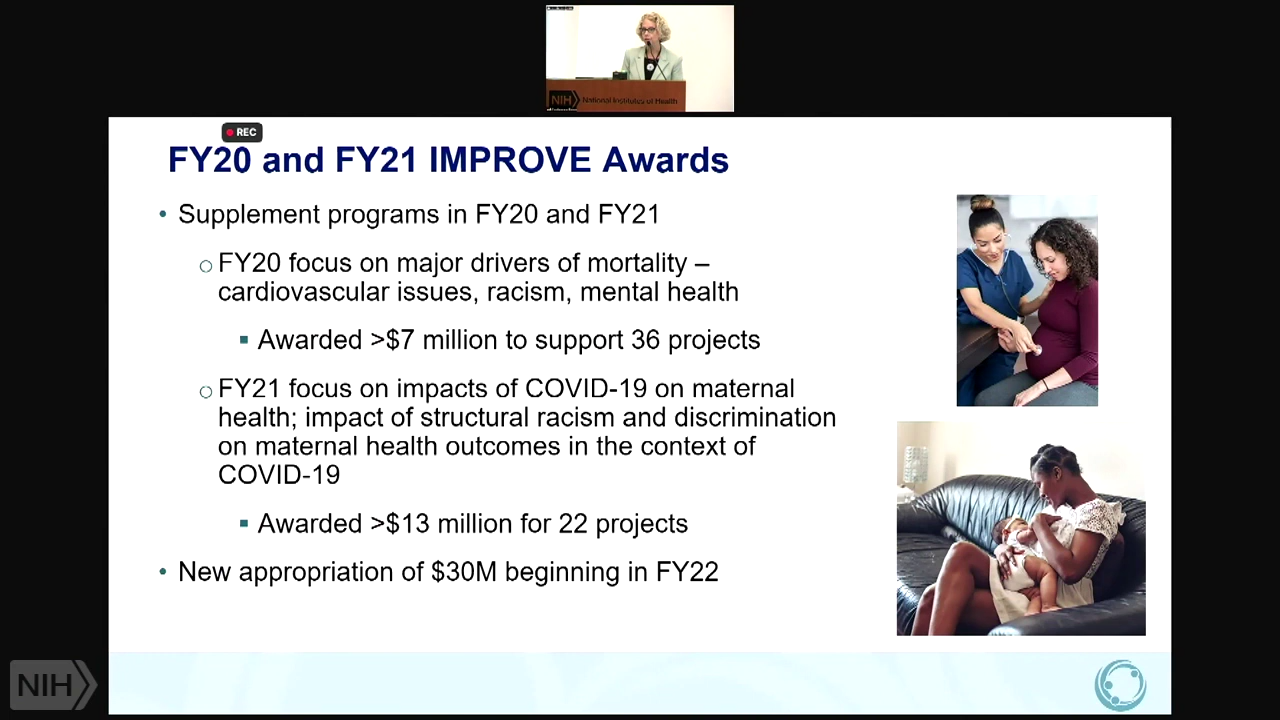 NIH National Institutes of Health
REC
FY20 and FY21 IMPROVE Awards
• Supplement programs in FY20 and FY21
○ FY20 focus on major drivers of mortality –
cardiovascular issues, racism, mental health
▪ Awarded >$7 million to support 36 projects
○ FY21 focus on impacts of COVID-19 on maternal
health; impact of structural racism and discrimination
on maternal health outcomes in the context of
COVID-19
▪ Awarded >$13 million for 22 projects
• New appropriation of $30M beginning in FY22
NIH